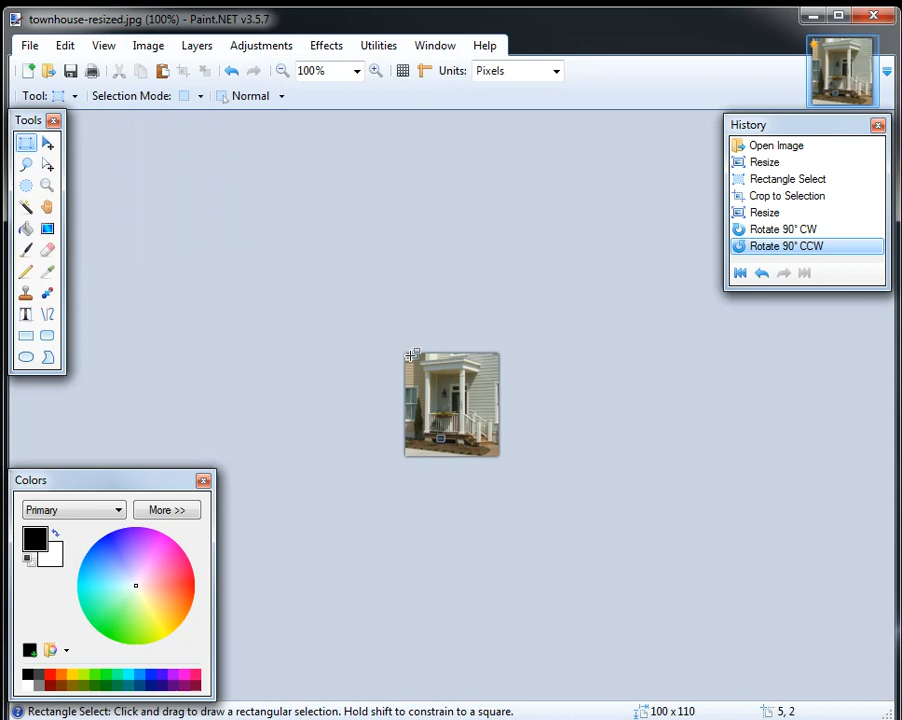 townhouse-resized.jpg (100%) - Paint.NET v3.5.7
File Edit View Image Layers Adjustments Effects Utilities Window Help
100% Units: Pixels
Tool: Selection Mode: Normal
Tools
History
Open Image
Resize
Rectangle Select
Crop to Selection
Resize
Rotate 90° CW
Rotate 90° CCW
Colors
Primary More >>
Rectangle Select: Click and drag to draw a rectangular selection. Hold shift to constrain to a square. 100 x 110 5, 2